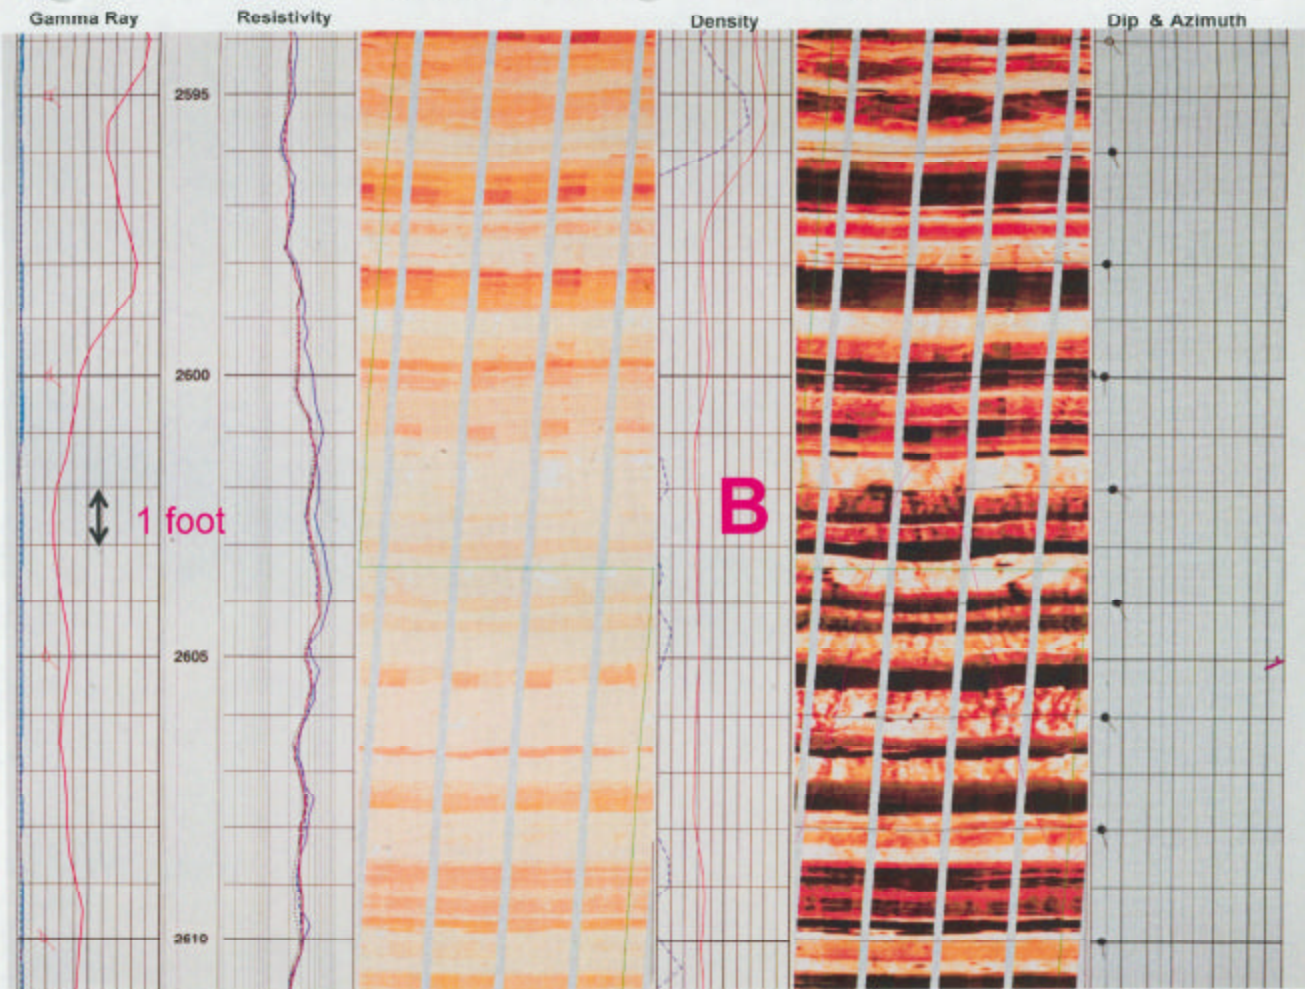 Gamma Ray
Resistivity
Density
Dip & Azimuth
2595
2600
B
1 foot
2605
2610